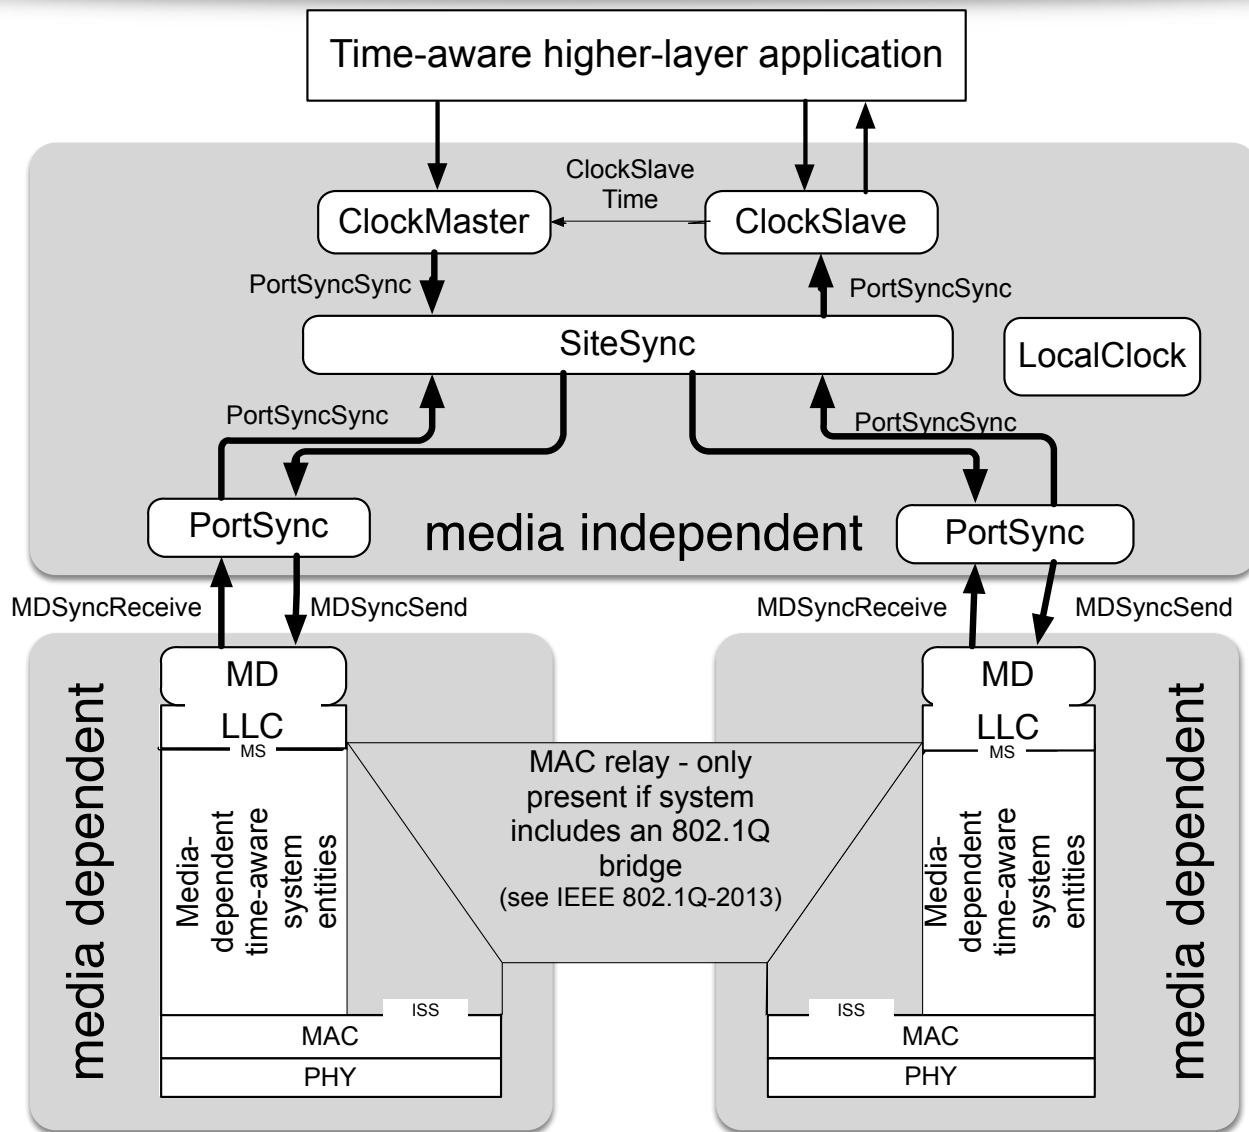 Time-aware higher-layer application
ClockSlave
Time
ClockMaster
ClockSlave
PortSyncSync
PortSyncSync
SiteSync
LocalClock
PortSyncSync
PortSyncSync
PortSync
media independent
PortSync
MDSyncReceive
MDSyncSend
MDSyncReceive
MDSyncSend
media dependent
MD
LLC
MS
Media-
dependent
time-aware
system
entities
ISS
MAC
PHY
MAC relay - only
present if system
includes an 802.1Q
bridge
(see IEEE 802.1Q-2013)
MD
LLC
MS
Media-
dependent
time-aware
system
entities
ISS
MAC
PHY
media dependent